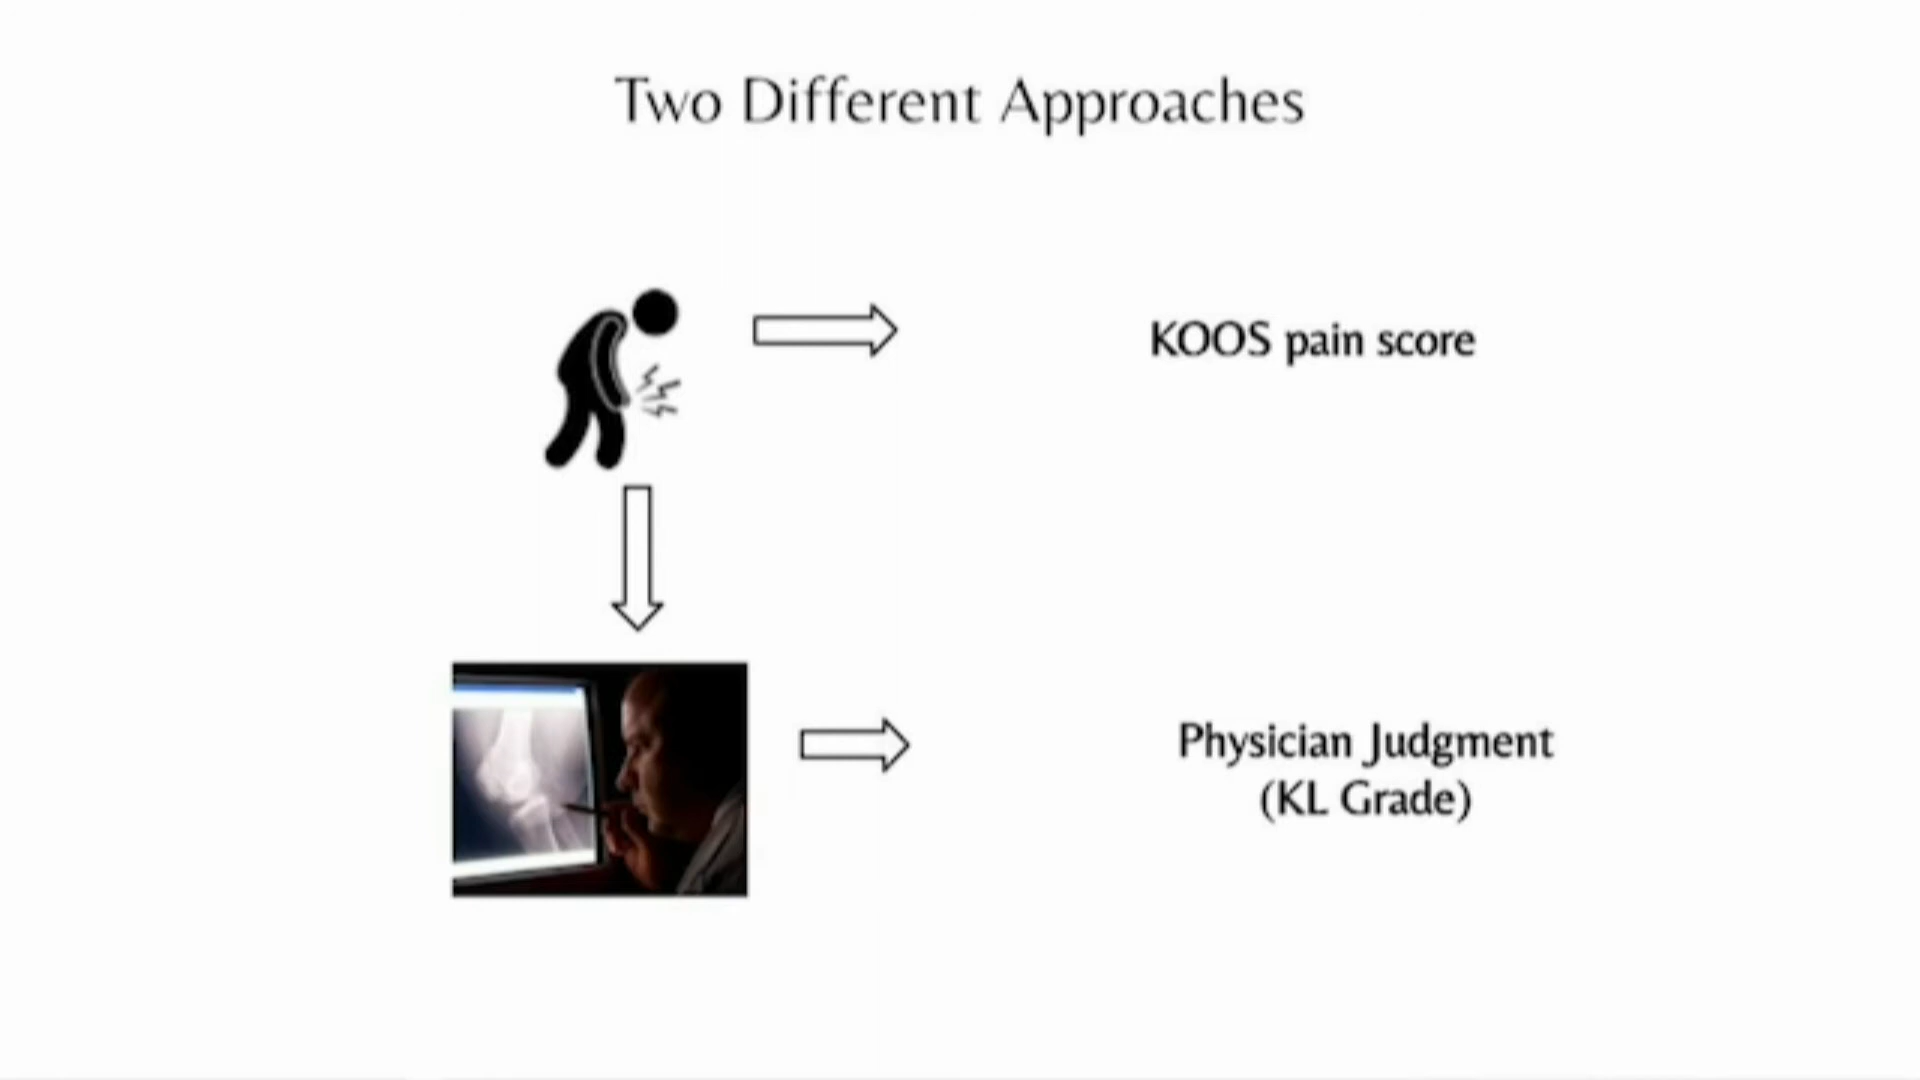 Two Different Approaches
KOOS pain score
Physician Judgment
(KL Grade)